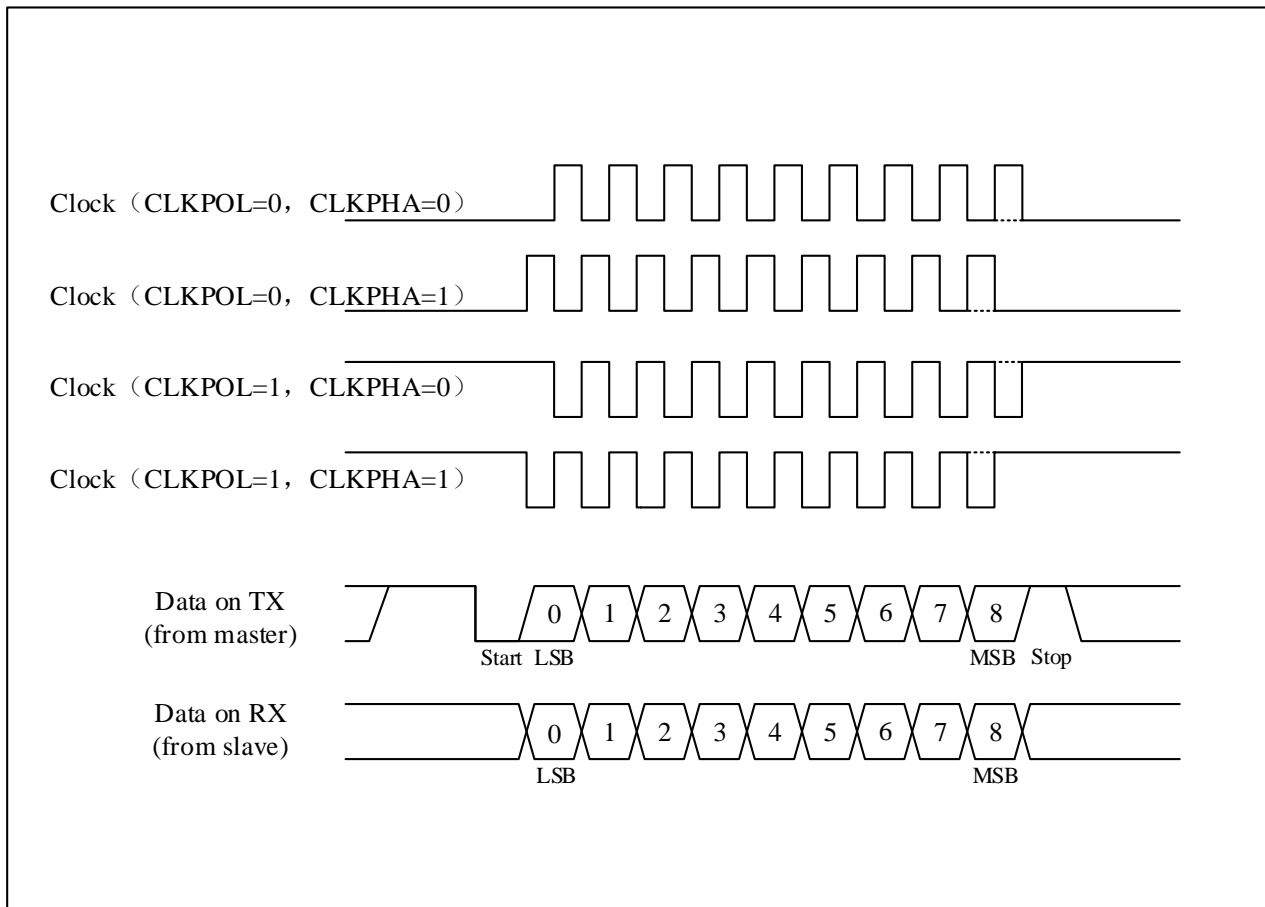 Clock（CLKPOL=0，CLKPHA=0）
Clock（CLKPOL=0，CLKPHA=1）
Clock（CLKPOL=1，CLKPHA=0）
Clock（CLKPOL=1，CLKPHA=1）
Data on TX
(from master)
0 1 2 3 4 5 6 7 8
Start LSB MSB Stop
Data on RX
(from slave)
0 1 2 3 4 5 6 7 8
LSB MSB